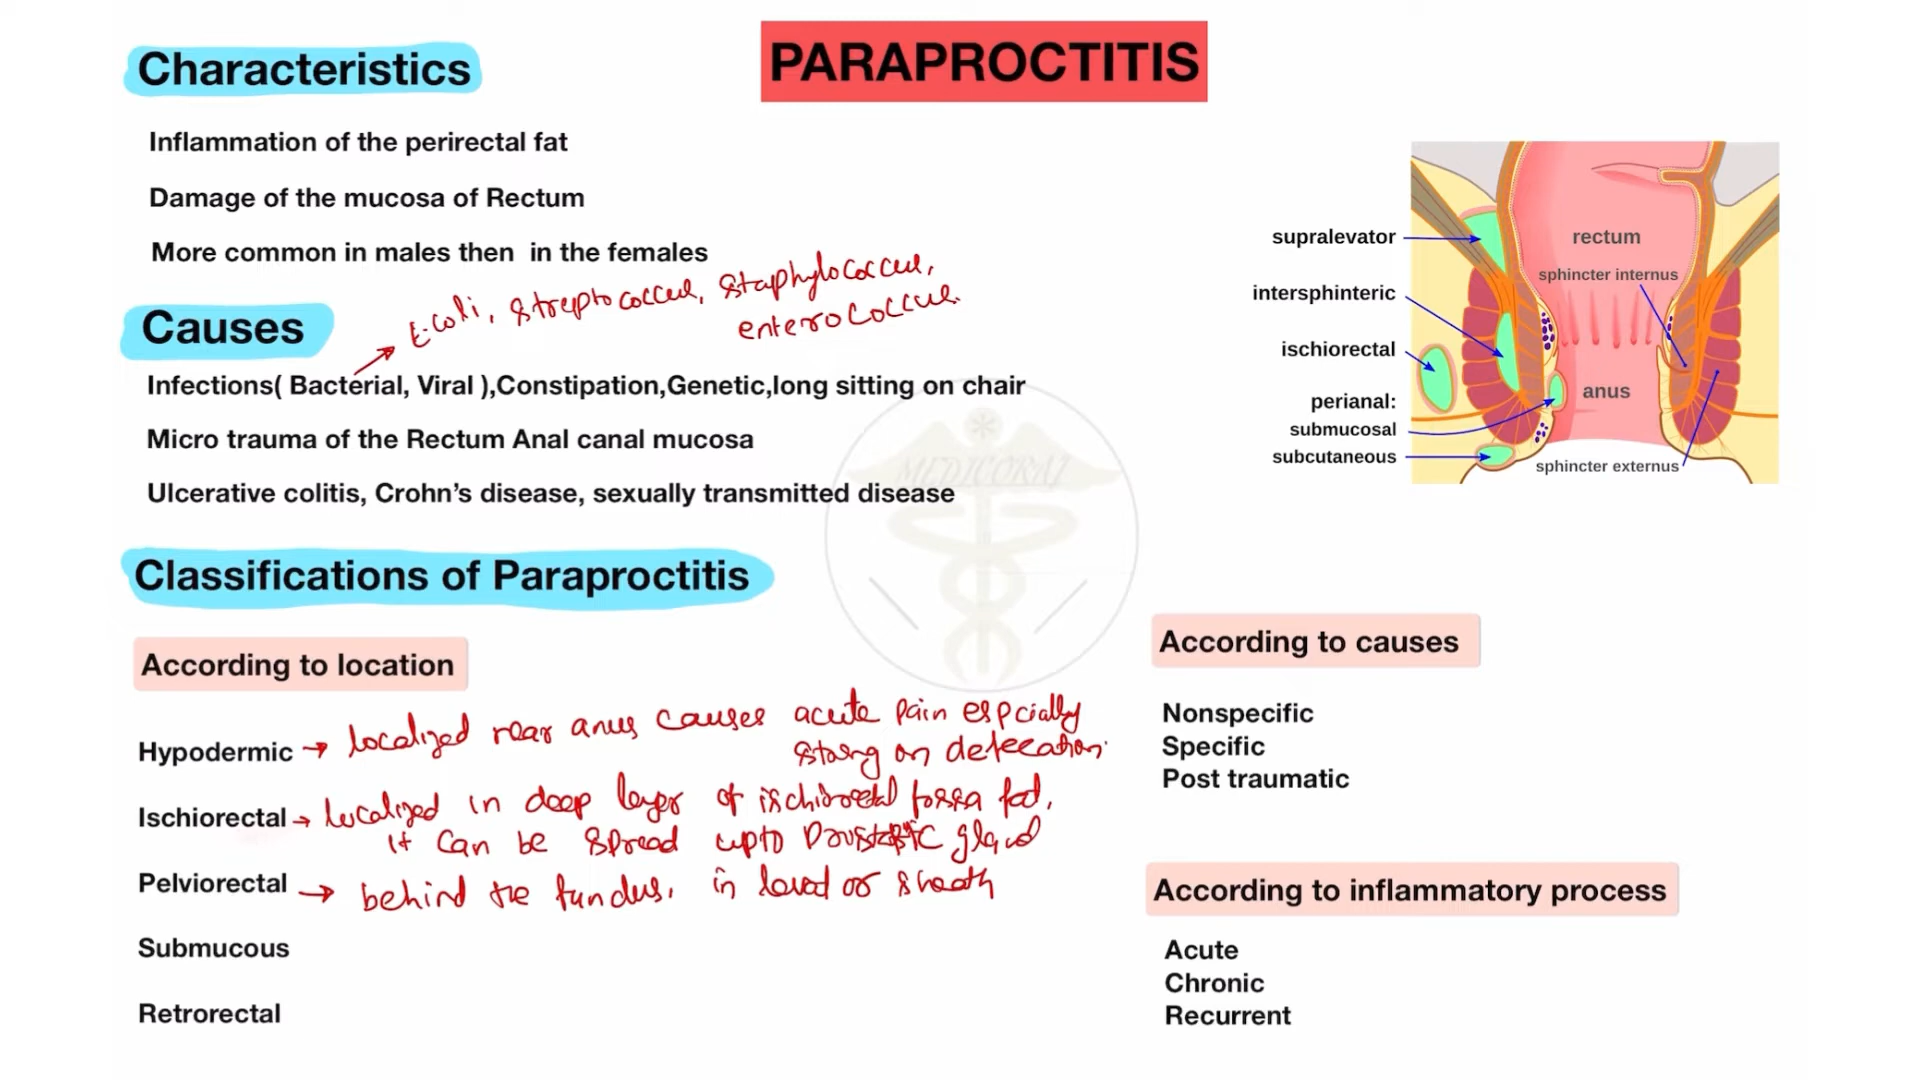 PARAPROCTITIS
Characteristics
Inflammation of the perirectal fat
Damage of the mucosa of Rectum
More common in males then in the females
Causes
E.coli, streptococcus, staphylococcus,
enterococcus.
Infections( Bacterial, Viral ),Constipation,Genetic,long sitting on chair
Micro trauma of the Rectum Anal canal mucosa
Ulcerative colitis, Crohn's disease, sexually transmitted disease
supralevator
intersphinteric
ischiorectal
perianal:
submucosal
subcutaneous
rectum
sphincter internus
anus
sphincter externus
MEDICORAI
Classifications of Paraproctitis
According to location
Hypodermic → localized near anus causes acute pain espcially
on defecation.
Ischiorectal → localized in deep layer of ischiorectal fossa fat,
it can be spread upto gland
Pelviorectal → behind the fundus, in or
Submucous
Retrorectal
According to causes
Nonspecific
Specific
Post traumatic
According to inflammatory process
Acute
Chronic
Recurrent